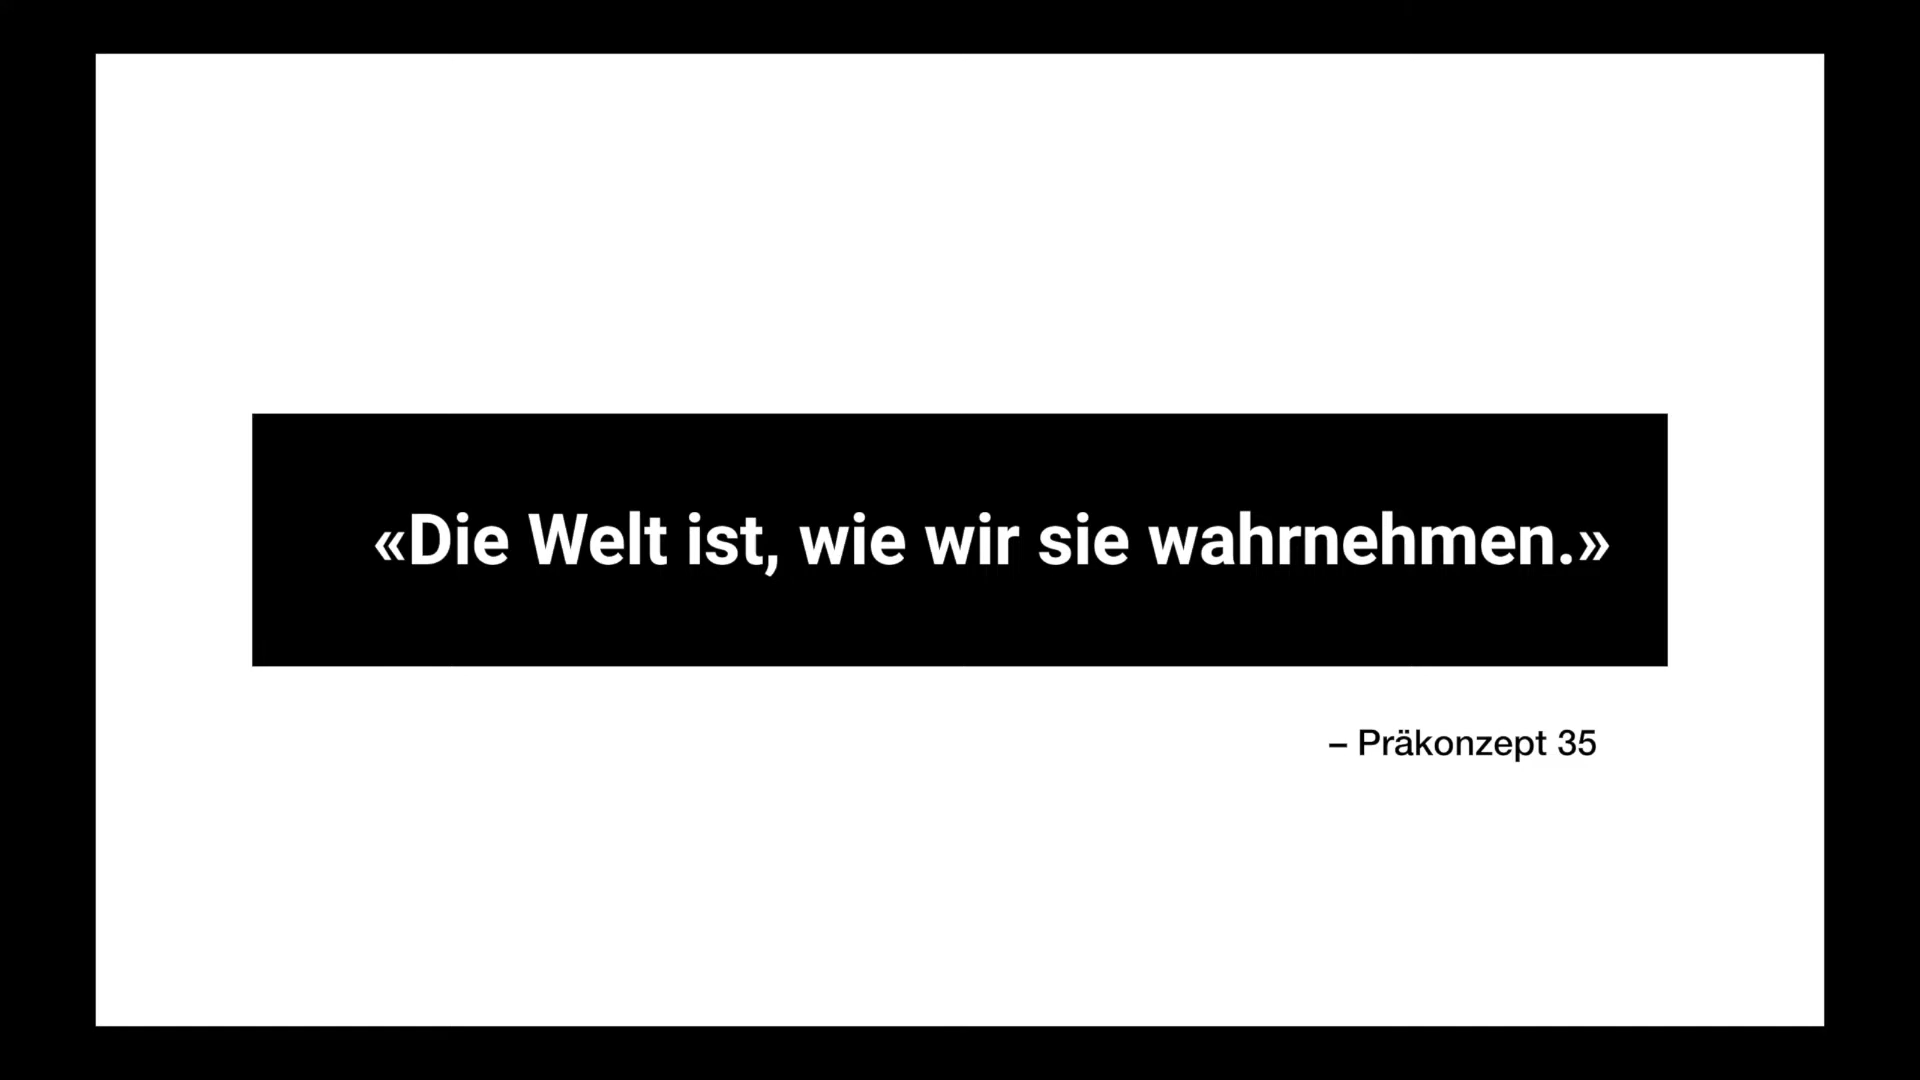 «Die Welt ist, wie wir sie wahrnehmen.»
– Präkonzept 35